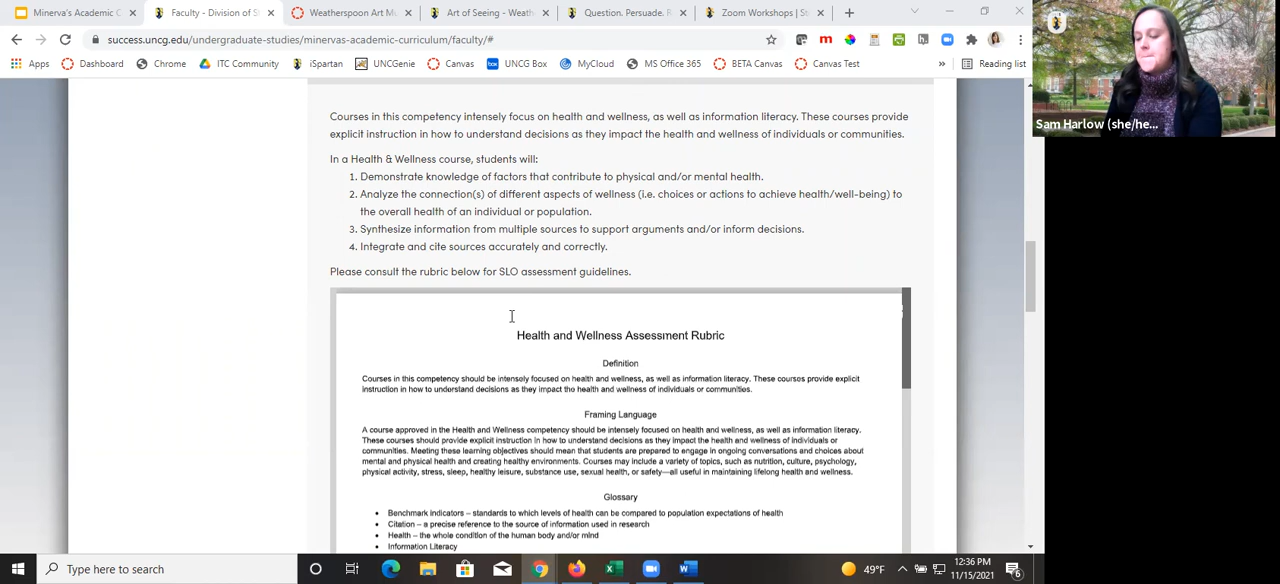 Minerva's Academic C
Faculty - Division of S
Weatherspoon Art M
Art of Seeing - Weath
Question. Persuade. R
Zoom Workshops | St
success.uncg.edu/undergraduate-studies/minervas-academic-curriculum/faculty/#
Apps
Dashboard
Chrome
ITC Community
iSpartan
UNCGenie
Canvas
UNCG Box
MyCloud
MS Office 365
BETA Canvas
Canvas Test
»
Reading list
Sam Harlow (she/he...
Courses in this competency intensely focus on health and wellness, as well as information literacy. These courses provide
explicit instruction in how to understand decisions as they impact the health and wellness of individuals or communities.
In a Health & Wellness course, students will:
1. Demonstrate knowledge of factors that contribute to physical and/or mental health.
2. Analyze the connection(s) of different aspects of wellness (i.e. choices or actions to achieve health/well-being) to
the overall health of an individual or population.
3. Synthesize information from multiple sources to support arguments and/or inform decisions.
4. Integrate and cite sources accurately and correctly.
Please consult the rubric below for SLO assessment guidelines.
Health and Wellness Assessment Rubric
Definition
Courses in this competency should be intensely focused on health and wellness, as well as information literacy. These courses provide explicit
instruction in how to understand decisions as they impact the health and wellness of individuals or communities.
Framing Language
A course approved in the Health and Wellness competency should be intensely focused on health and wellness, as well as information literacy.
These courses should provide explicit instruction in how to understand decisions as they impact the health and wellness of individuals or
communities. Meeting these learning objectives should mean that students are prepared to engage in ongoing conversations and choices about
mental and physical health and creating healthy environments. Courses may include a variety of topics, such as nutrition, culture, psychology,
physical activity, stress, sleep, healthy leisure, substance use, sexual health, or safety—all useful in maintaining lifelong health and wellness.
Glossary
• Benchmark indicators – standards to which levels of health can be compared to population expectations of health
• Citation – a precise reference to the source of information used in research
• Health – the whole condition of the human body and/or mind
• Information Literacy
Type here to search
49°F
12:36 PM
11/15/2021
6